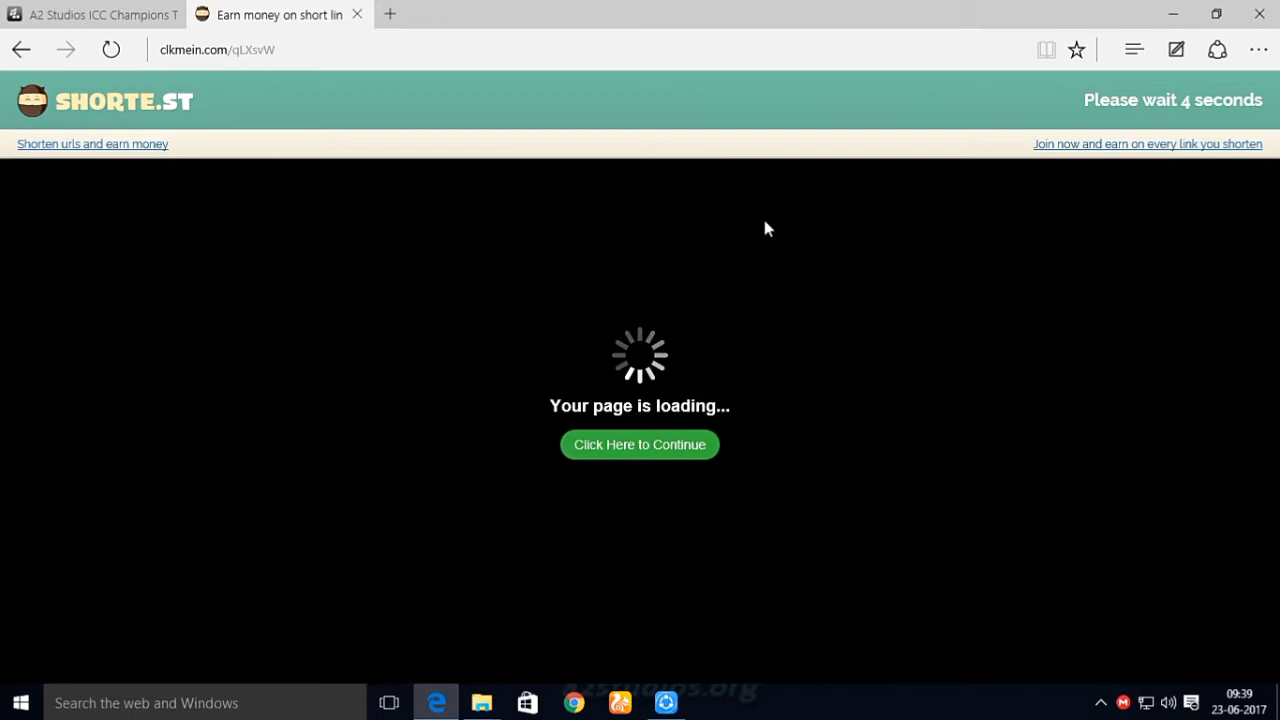 A2 Studios ICC Champions T
Earn money on short lin
clkmein.com/qLXsvW
SHORTE.ST
Please wait 4 seconds
Shorten urls and earn money
Join now and earn on every link you shorten
Your page is loading...
Click Here to Continue
a2studios.org
Search the web and Windows
09:39
23-06-2017